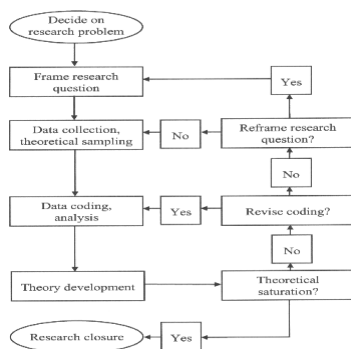 Decide on
research problem
Frame research
question
Yes
Data collection,
theoretical sampling
No
Reframe research
question?
No
Data coding,
analysis
Yes
Revise coding?
No
Theory development
Theoretical
saturation?
Research closure
Yes